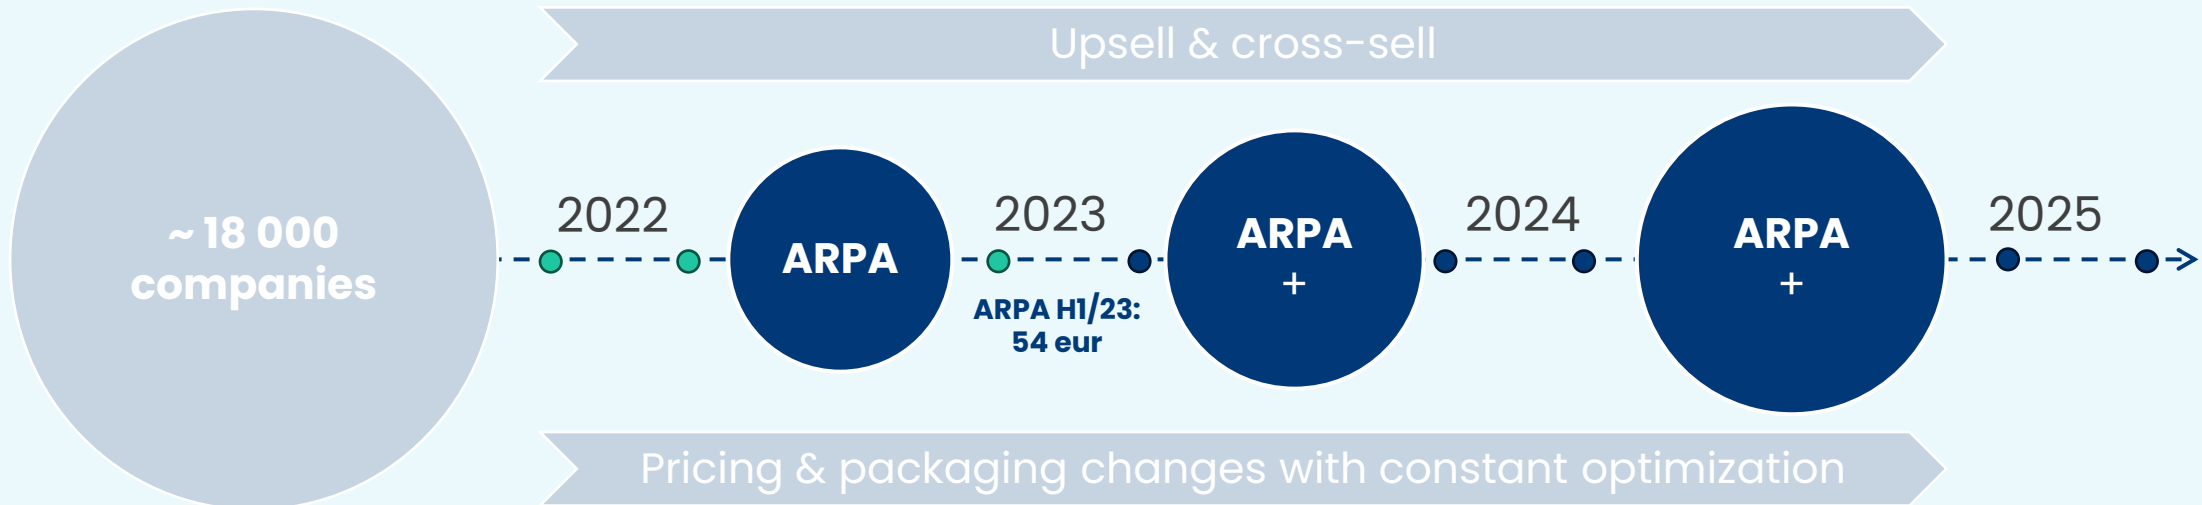 Upsell & cross-sell
~ 18 000
companies
2022
ARPA
2023
ARPA H1/23:
54 eur
ARPA
+
2024
ARPA
+
2025
Pricing & packaging changes with constant optimization